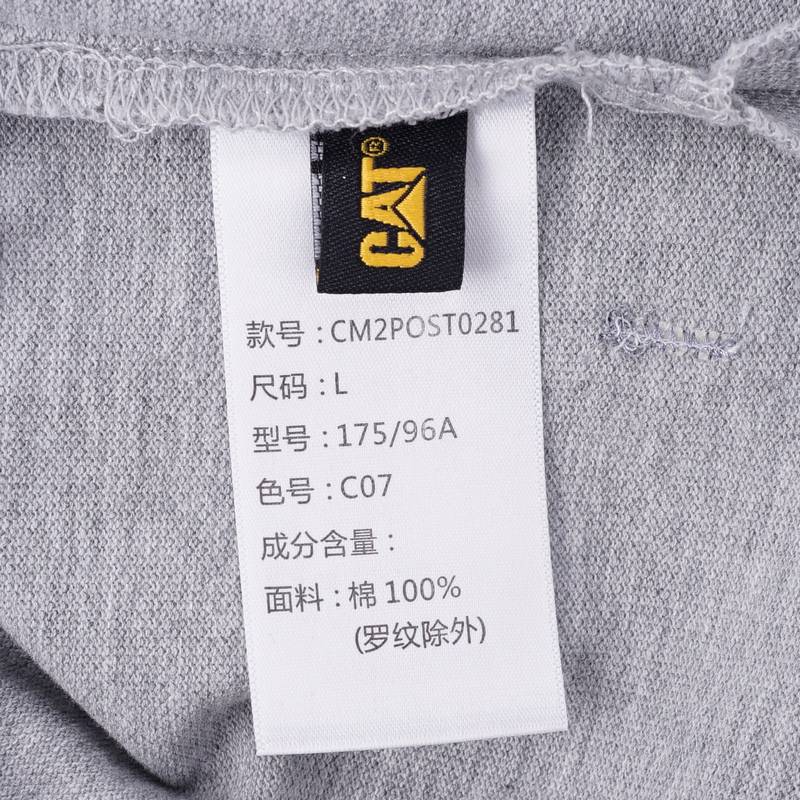 CAT®
款号：CM2POST0281
尺码：L
型号：175/96A
色号：C07
成分含量：
面料：棉 100%
(罗纹除外)